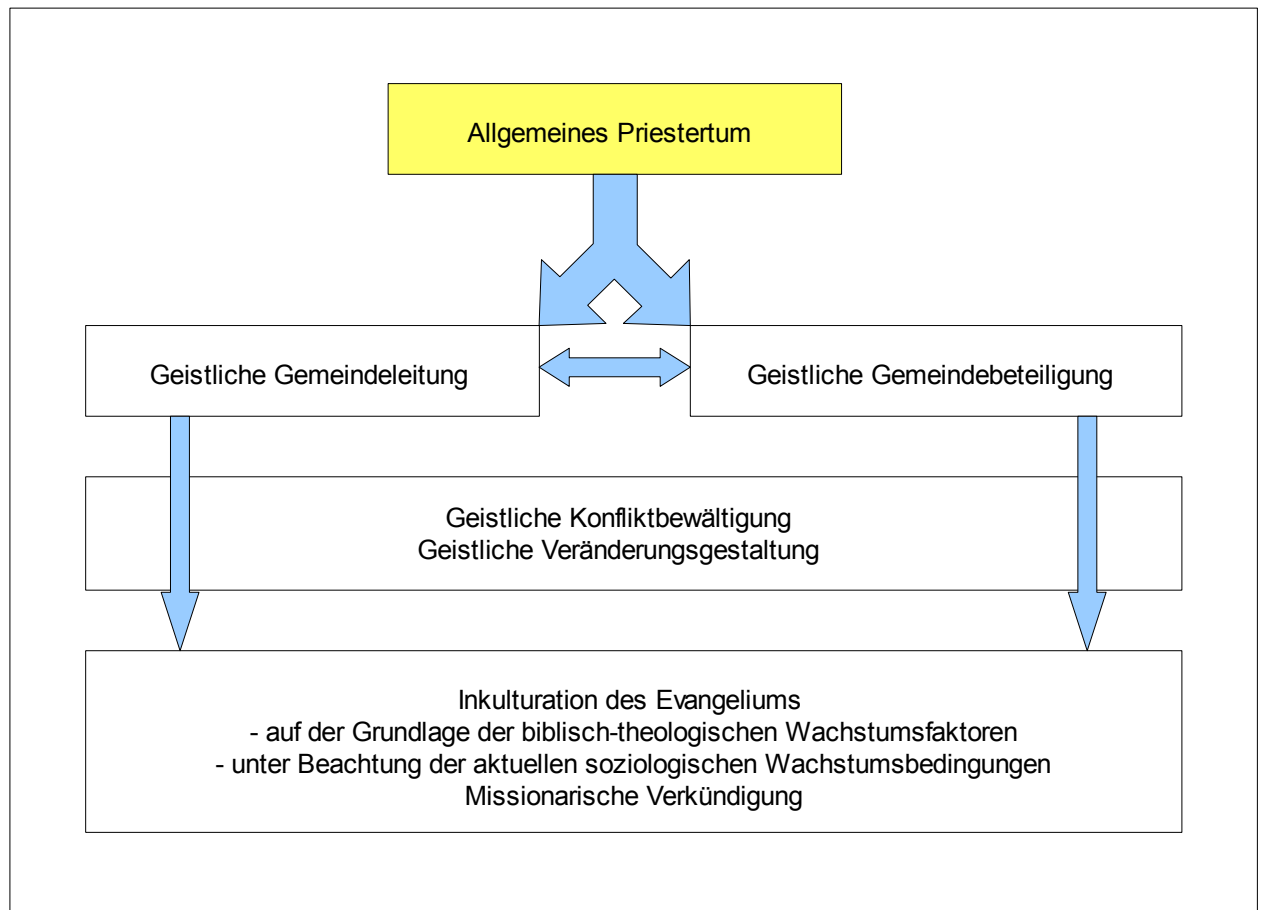 Allgemeines Priestertum
Geistliche Gemeindeleitung
Geistliche Gemeindebeteiligung
Geistliche Konfliktbewältigung
Geistliche Veränderungsgestaltung
Inkulturation des Evangeliums
- auf der Grundlage der biblisch-theologischen Wachstumsfaktoren
- unter Beachtung der aktuellen soziologischen Wachstumsbedingungen
Missionarische Verkündigung